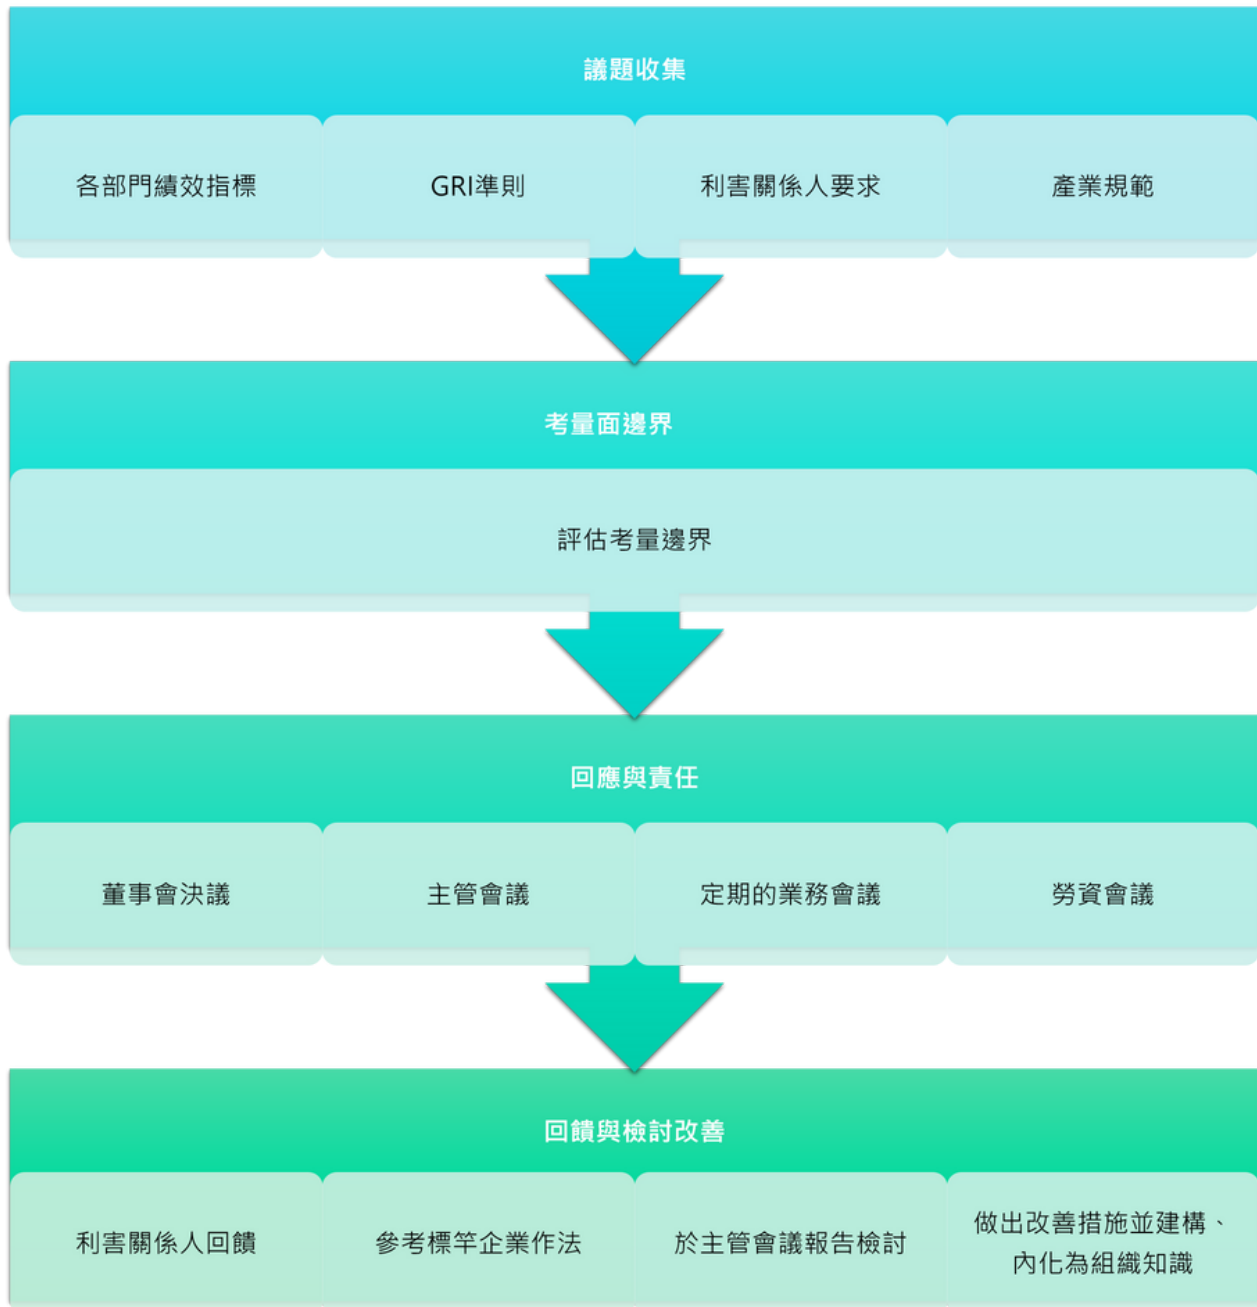 議題收集
各部門績效指標
GRI準則
利害關係人要求
產業規範
考量面邊界
評估考量邊界
回應與責任
董事會決議
主管會議
定期的業務會議
勞資會議
回饋與檢討改善
利害關係人回饋
參考標竿企業作法
於主管會議報告檢討
做出改善措施並建構、
內化為組織知識